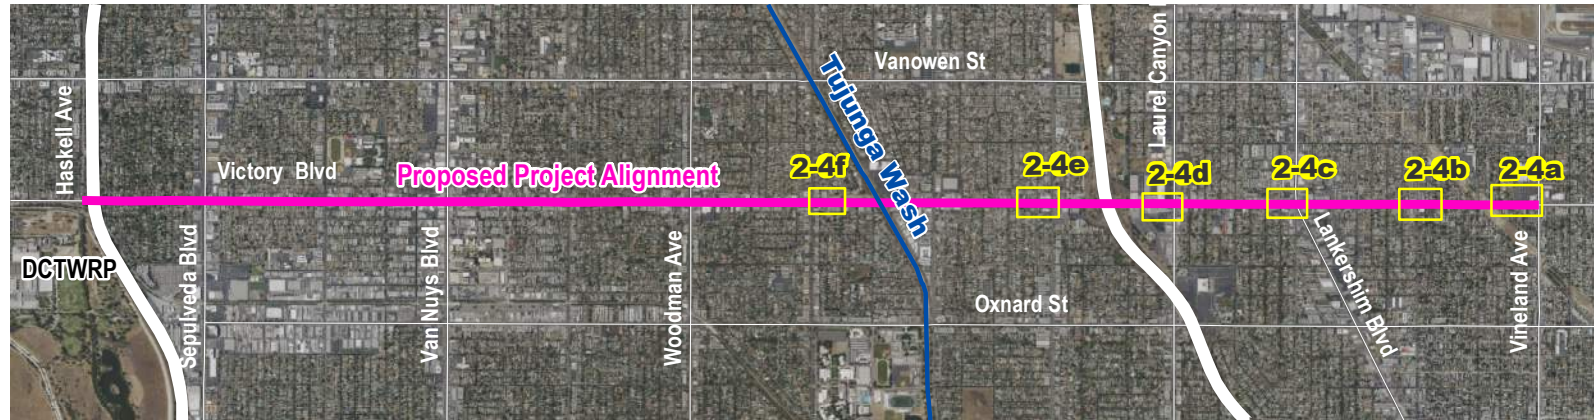 Haskell Ave
Vanowen St
Laurel Canyon
Tujunga Wash
Victory Blvd
Proposed Project Alignment
2-4f
2-4e
2-4d
2-4c
2-4b
2-4a
DCTWRP
Sepulveda Blvd
Van Nuys Blvd
Woodman Ave
Oxnard St
Lankershim Blvd
Vineland Ave